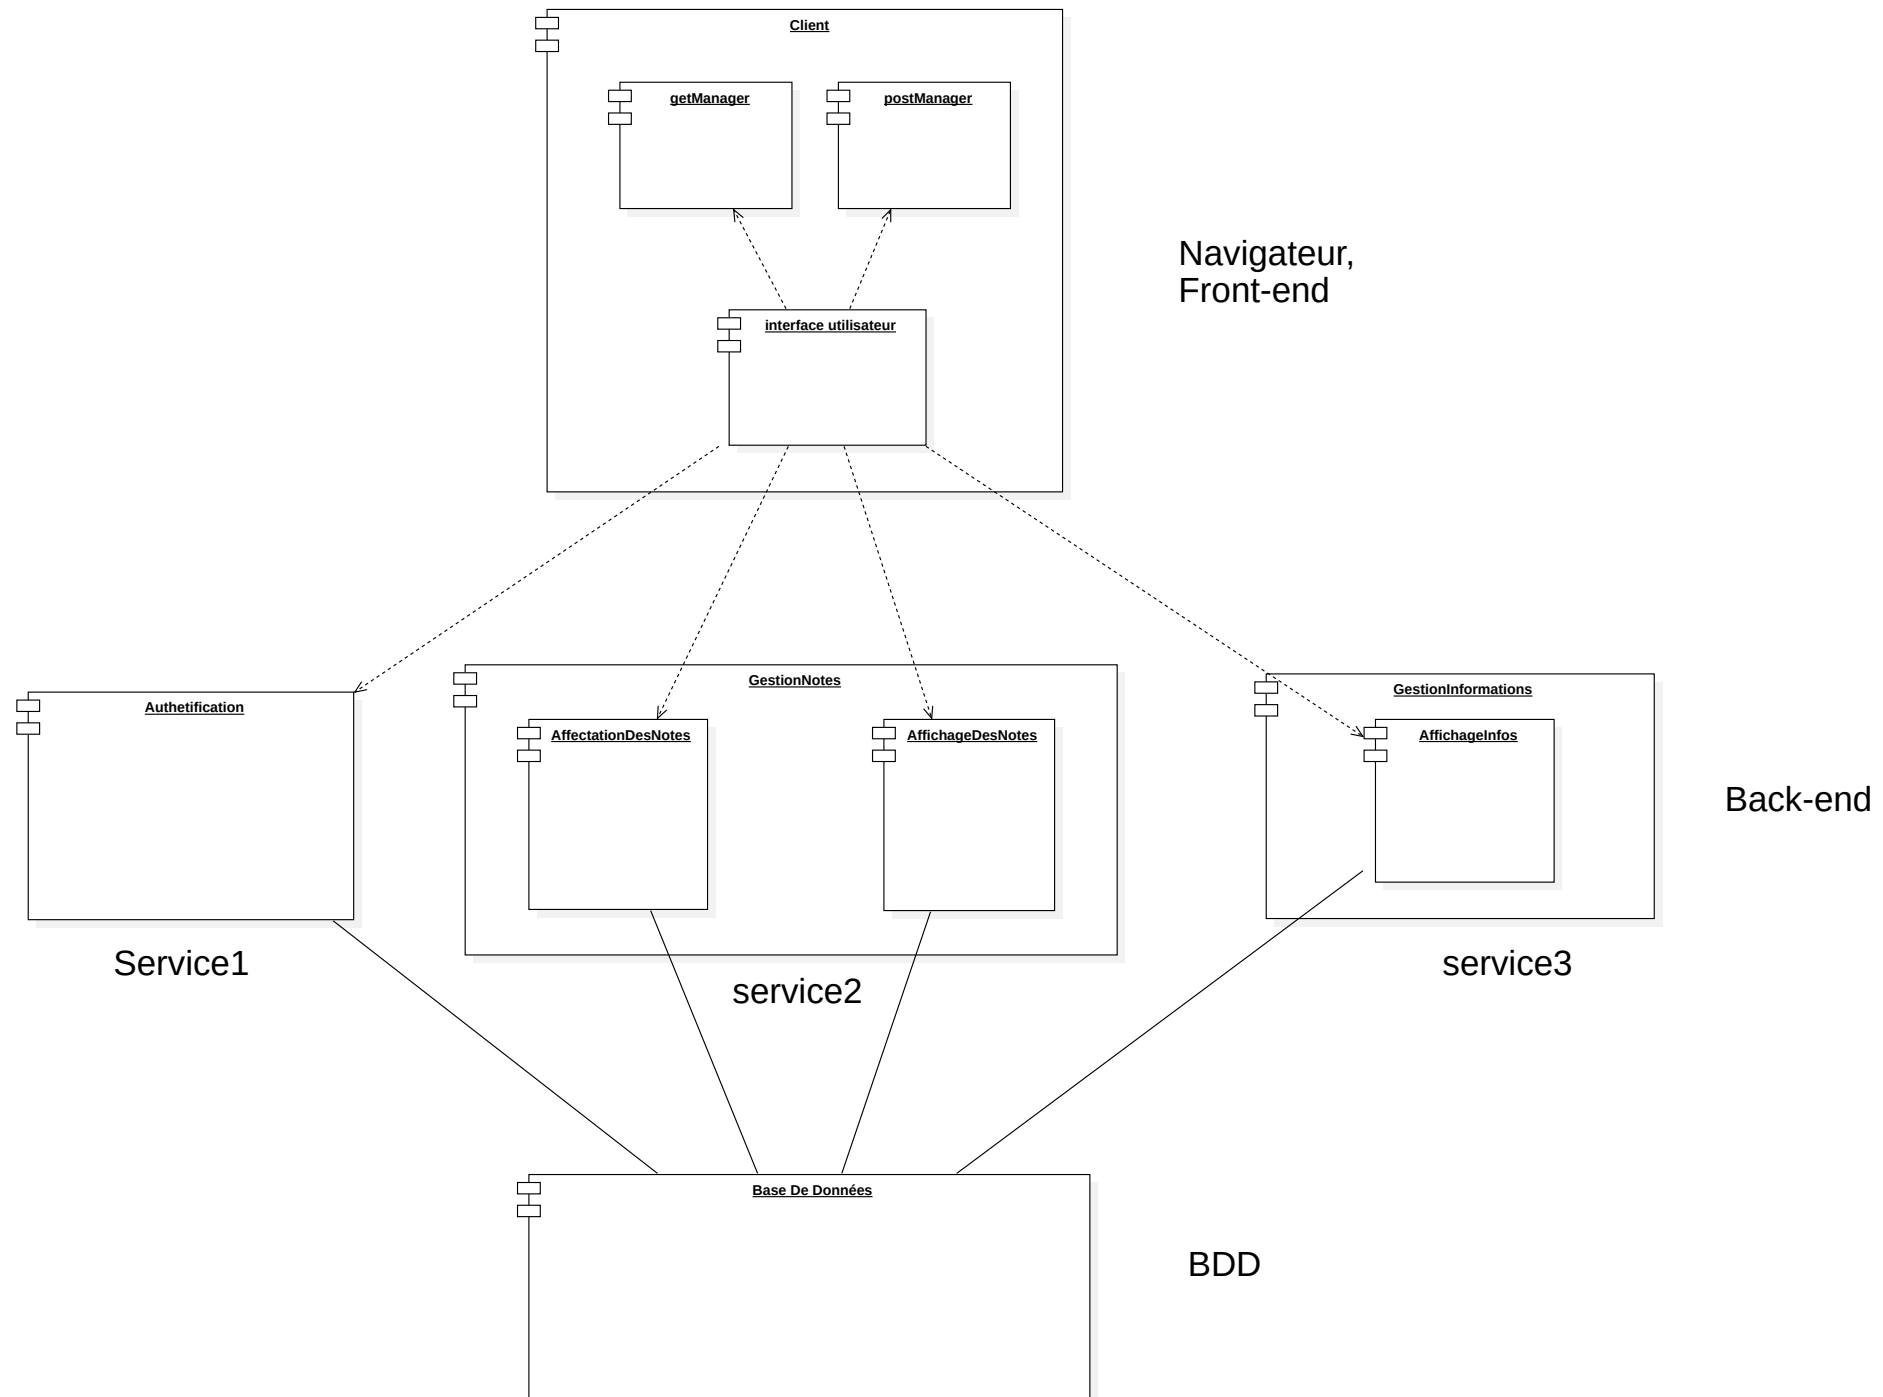 Client
getManager
postManager
Navigateur,
Front-end
interface utilisateur
GestionNotes
GestionInformations
Authetification
AffectationDesNotes
AffichageDesNotes
AffichageInfos
Back-end
Service1
service2
service3
Base De Données
BDD